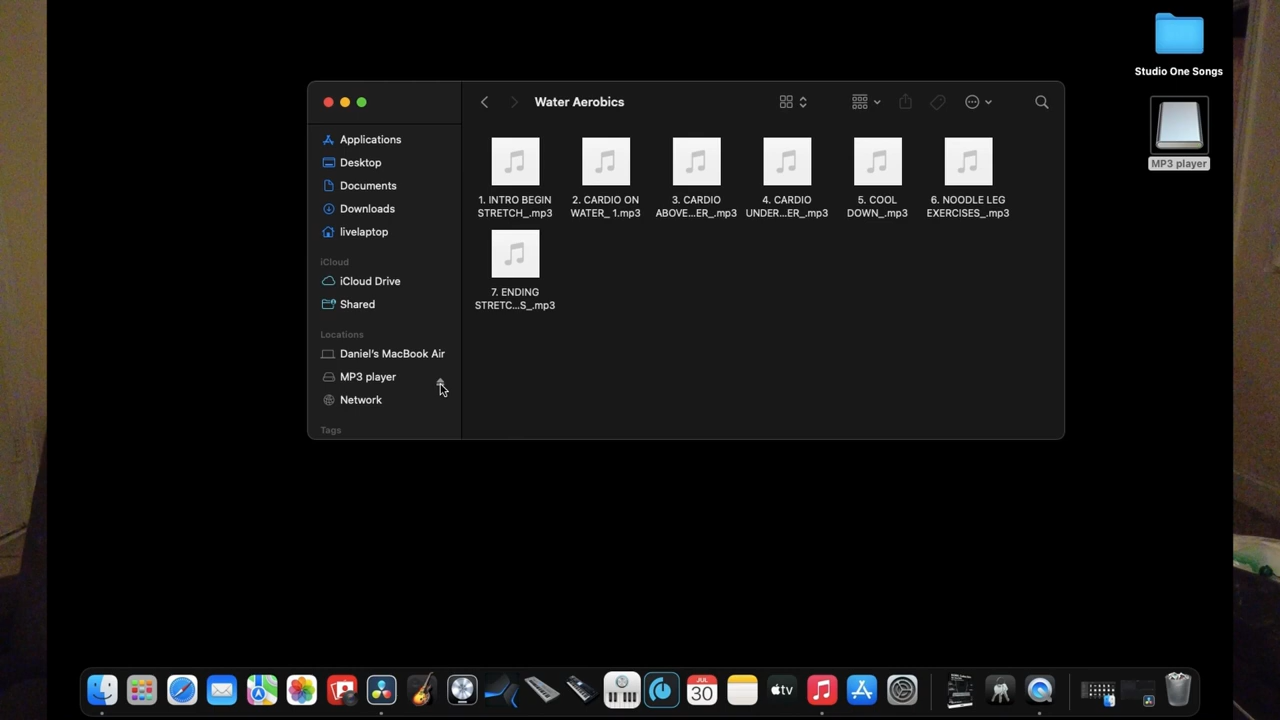 Studio One Songs
MP3 player
Water Aerobics
Applications
Desktop
Documents
Downloads
livelaptop
iCloud
iCloud Drive
Shared
Locations
Daniel's MacBook Air
MP3 player
Network
Tags
1. INTRO BEGIN
STRETCH_.mp3
2. CARDIO ON
WATER_ 1.mp3
3. CARDIO
ABOVE...ER_.mp3
4. CARDIO
UNDER...ER_.mp3
5. COOL
DOWN_.mp3
6. NOODLE LEG
EXERCISES_.mp3
7. ENDING
STRETC...S_.mp3
JUL
30
tv